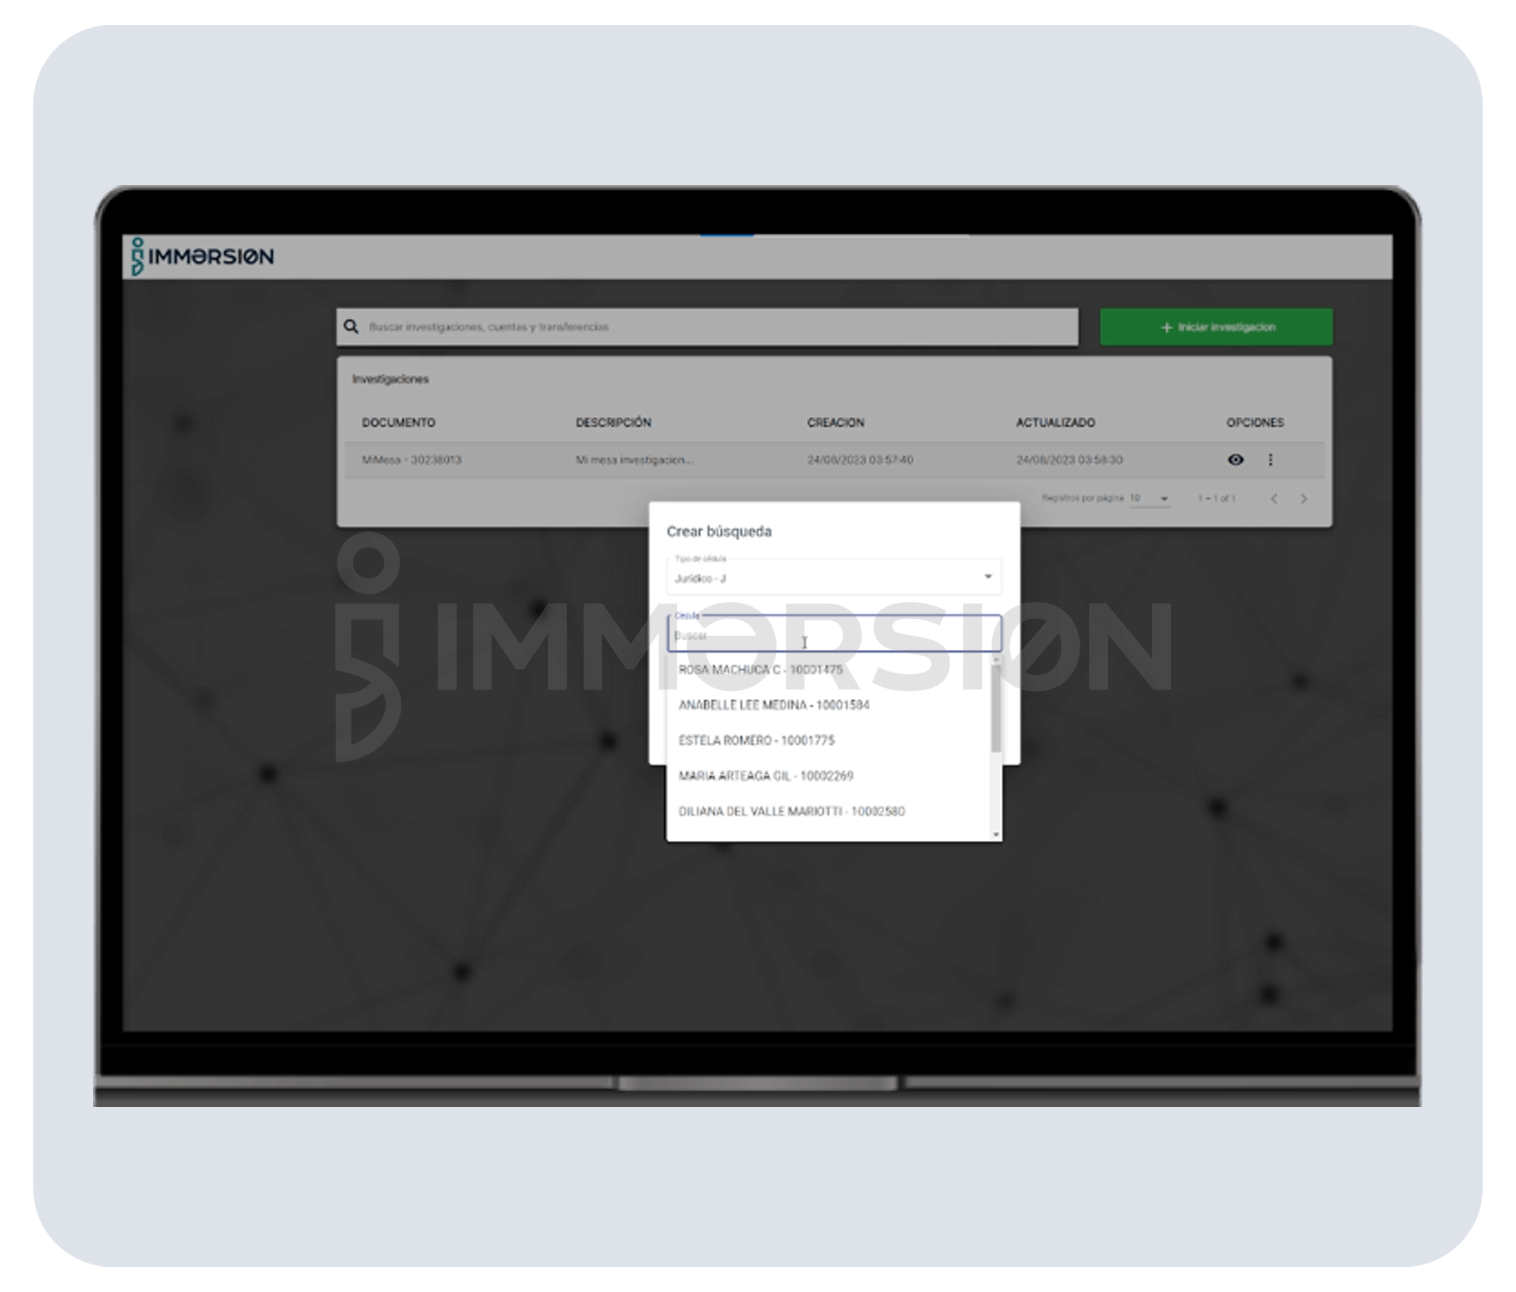 IMMƏRSIØN
Buscar investigaciones, cuentas y transferencias
+ Iniciar investigacion
Investigaciones
DOCUMENTO DESCRIPCIÓN CREACION ACTUALIZADO OPCIONES
MiMesa - 30238013 Mi mesa investigacion... 24/08/2023 03:57:40 24/08/2023 03:58:30
Registros por página 10 1 – 1 of 1
Crear búsqueda
Tipo de cédula
Jurídico - J
Cédula
Buscar
IMMƏRSIØN
ROSA MACHUCA C - 10001475
ANABELLE LEE MEDINA - 10001584
ESTELA ROMERO - 10001775
MARIA ARTEAGA GIL - 10002269
DILIANA DEL VALLE MARIOTTI - 10002580